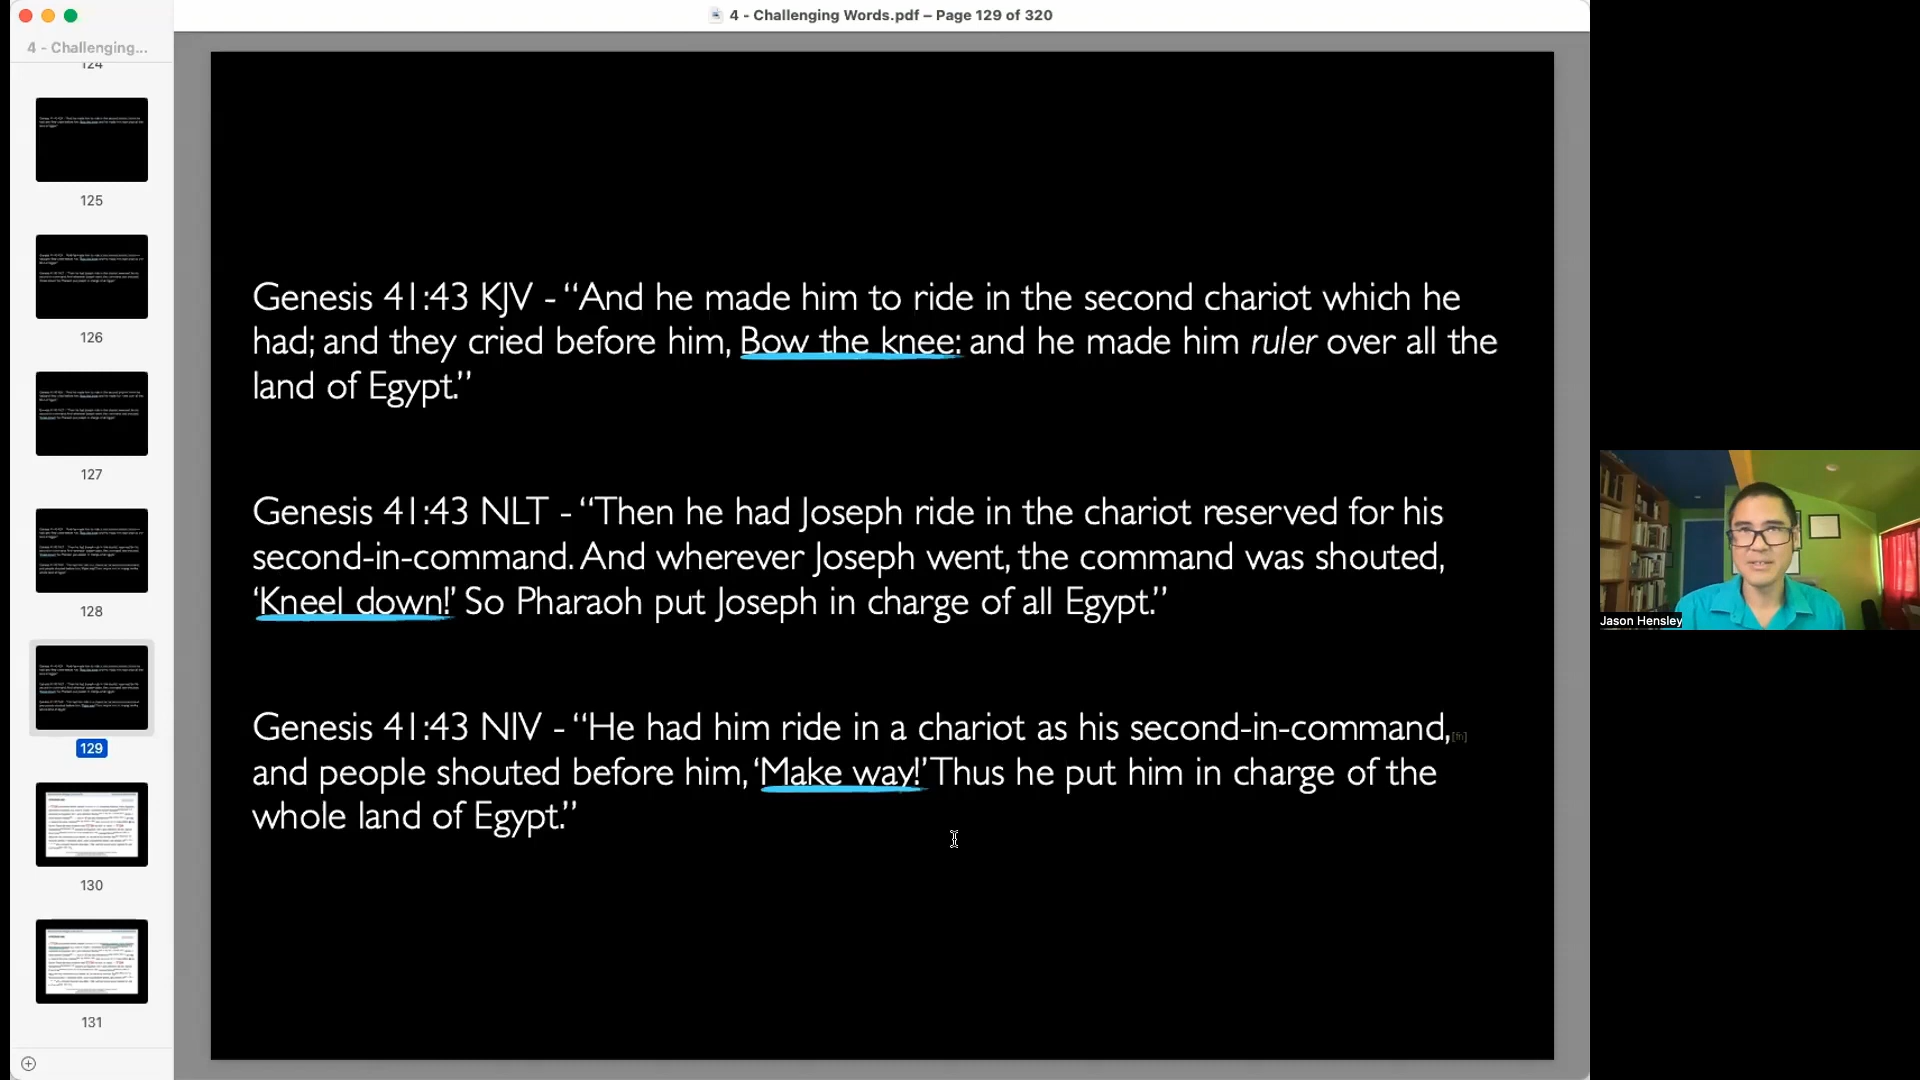 4 - Challenging Words.pdf – Page 129 of 320
4 - Challenging...
124
125
126
127
128
129
130
131
Genesis 41:43 KJV - “And he made him to ride in the second chariot which he
had; and they cried before him, Bow the knee: and he made him ruler over all the
land of Egypt.”
Genesis 41:43 NLT - “Then he had Joseph ride in the chariot reserved for his
second-in-command. And wherever Joseph went, the command was shouted,
‘Kneel down!’ So Pharaoh put Joseph in charge of all Egypt.”
Genesis 41:43 NIV - “He had him ride in a chariot as his second-in-command,[fn]
and people shouted before him, ‘Make way!’ Thus he put him in charge of the
whole land of Egypt.”
Jason Hensley